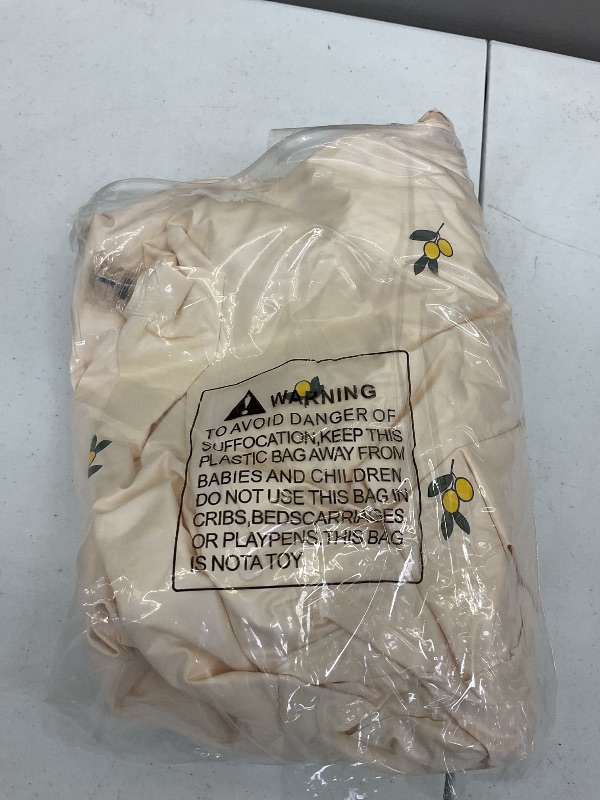 WARNING
TO AVOID DANGER OF
SUFFOCATION,KEEP THIS
PLASTIC BAG AWAY FROM
BABIES AND CHILDREN
DO NOT USE THIS BAG IN
CRIBS,BEDSCARRIAGES
OR PLAYPENS.THIS BAG
IS NOTA TOY